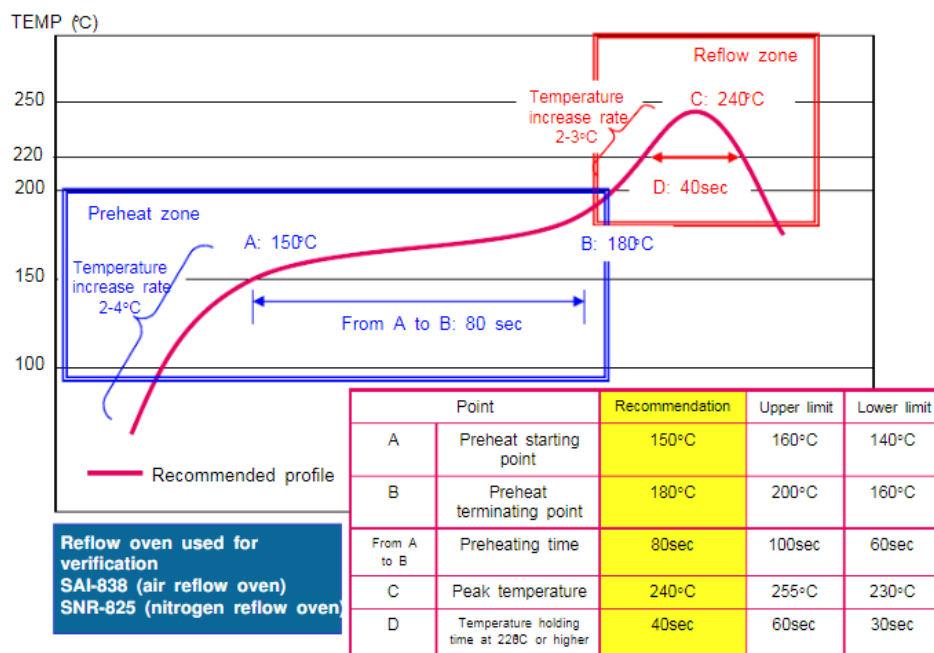 TEMP (℃)
250
220
200
150
100
Reflow zone
C: 240℃
Temperature
increase rate
2-3℃
D: 40sec
Preheat zone
A: 150℃
B: 180℃
Temperature
increase rate
2-4℃
From A to B: 80 sec
Recommended profile
Reflow oven used for
verification
SAI-838 (air reflow oven)
SNR-825 (nitrogen reflow oven)
Point Recommendation Upper limit Lower limit
A Preheat starting
point 150°C 160°C 140°C
B Preheat
terminating point 180°C 200°C 160°C
From A
to B Preheating time 80sec 100sec 60sec
C Peak temperature 240°C 255°C 230°C
D Temperature holding
time at 220℃ or higher 40sec 60sec 30sec